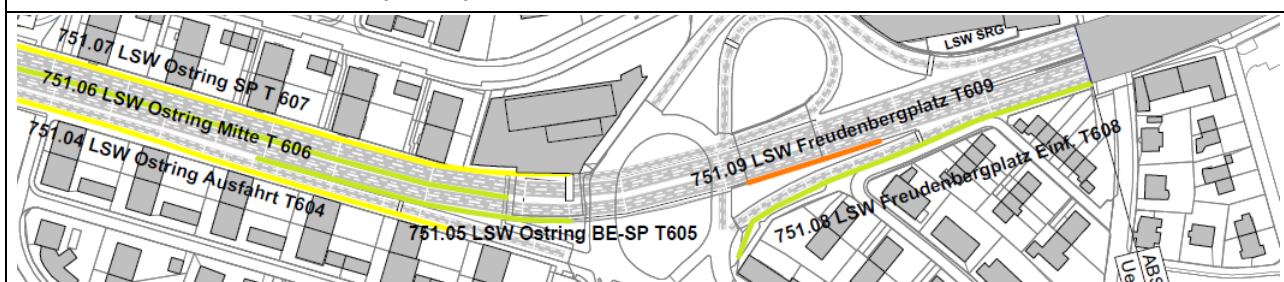 LSW SRG
751.07 LSW Ostring SP T 607
751.06 LSW Ostring Mitte T 606
751.04 LSW Ostring Ausfahrt T604
751.05 LSW Ostring BE-SP T605
751.09 LSW Freudenbergplatz T609
751.08 LSW Freudenbergplatz Einf. T608
ABS
Ue